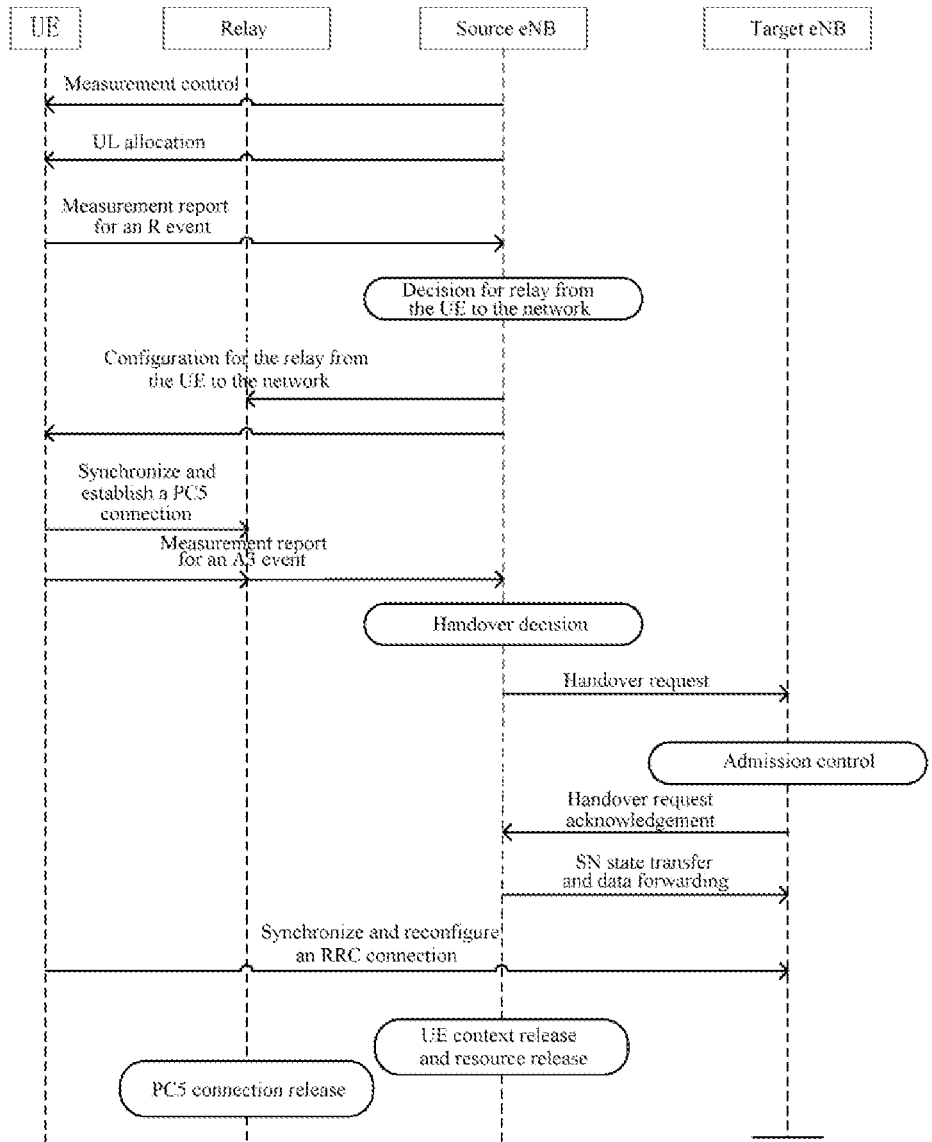 UE
Relay
Source eNB
Target eNB
Measurement control
UL allocation
Measurement report
for an R event
Decision for relay from
the UE to the network
Configuration for the relay from
the UE to the network
Synchronize and
establish a PC5
connection
Measurement report
for an A3 event
Handover decision
Handover request
Admission control
Handover request
acknowledgement
SN state transfer
and data forwarding
Synchronize and reconfigure
an RRC connection
UE context release
and resource release
PC5 connection release